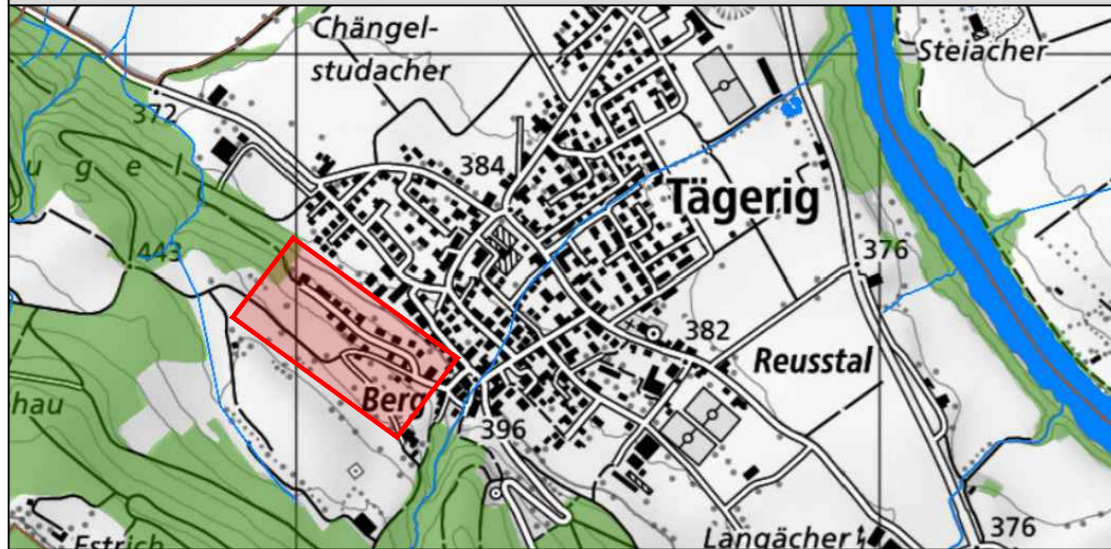 Chängel-
studacher
Steiacher
372
u g e l
384
Tägerig
443
376
382
Reusstal
hau
Berg
396
Estrich
Langächer
376